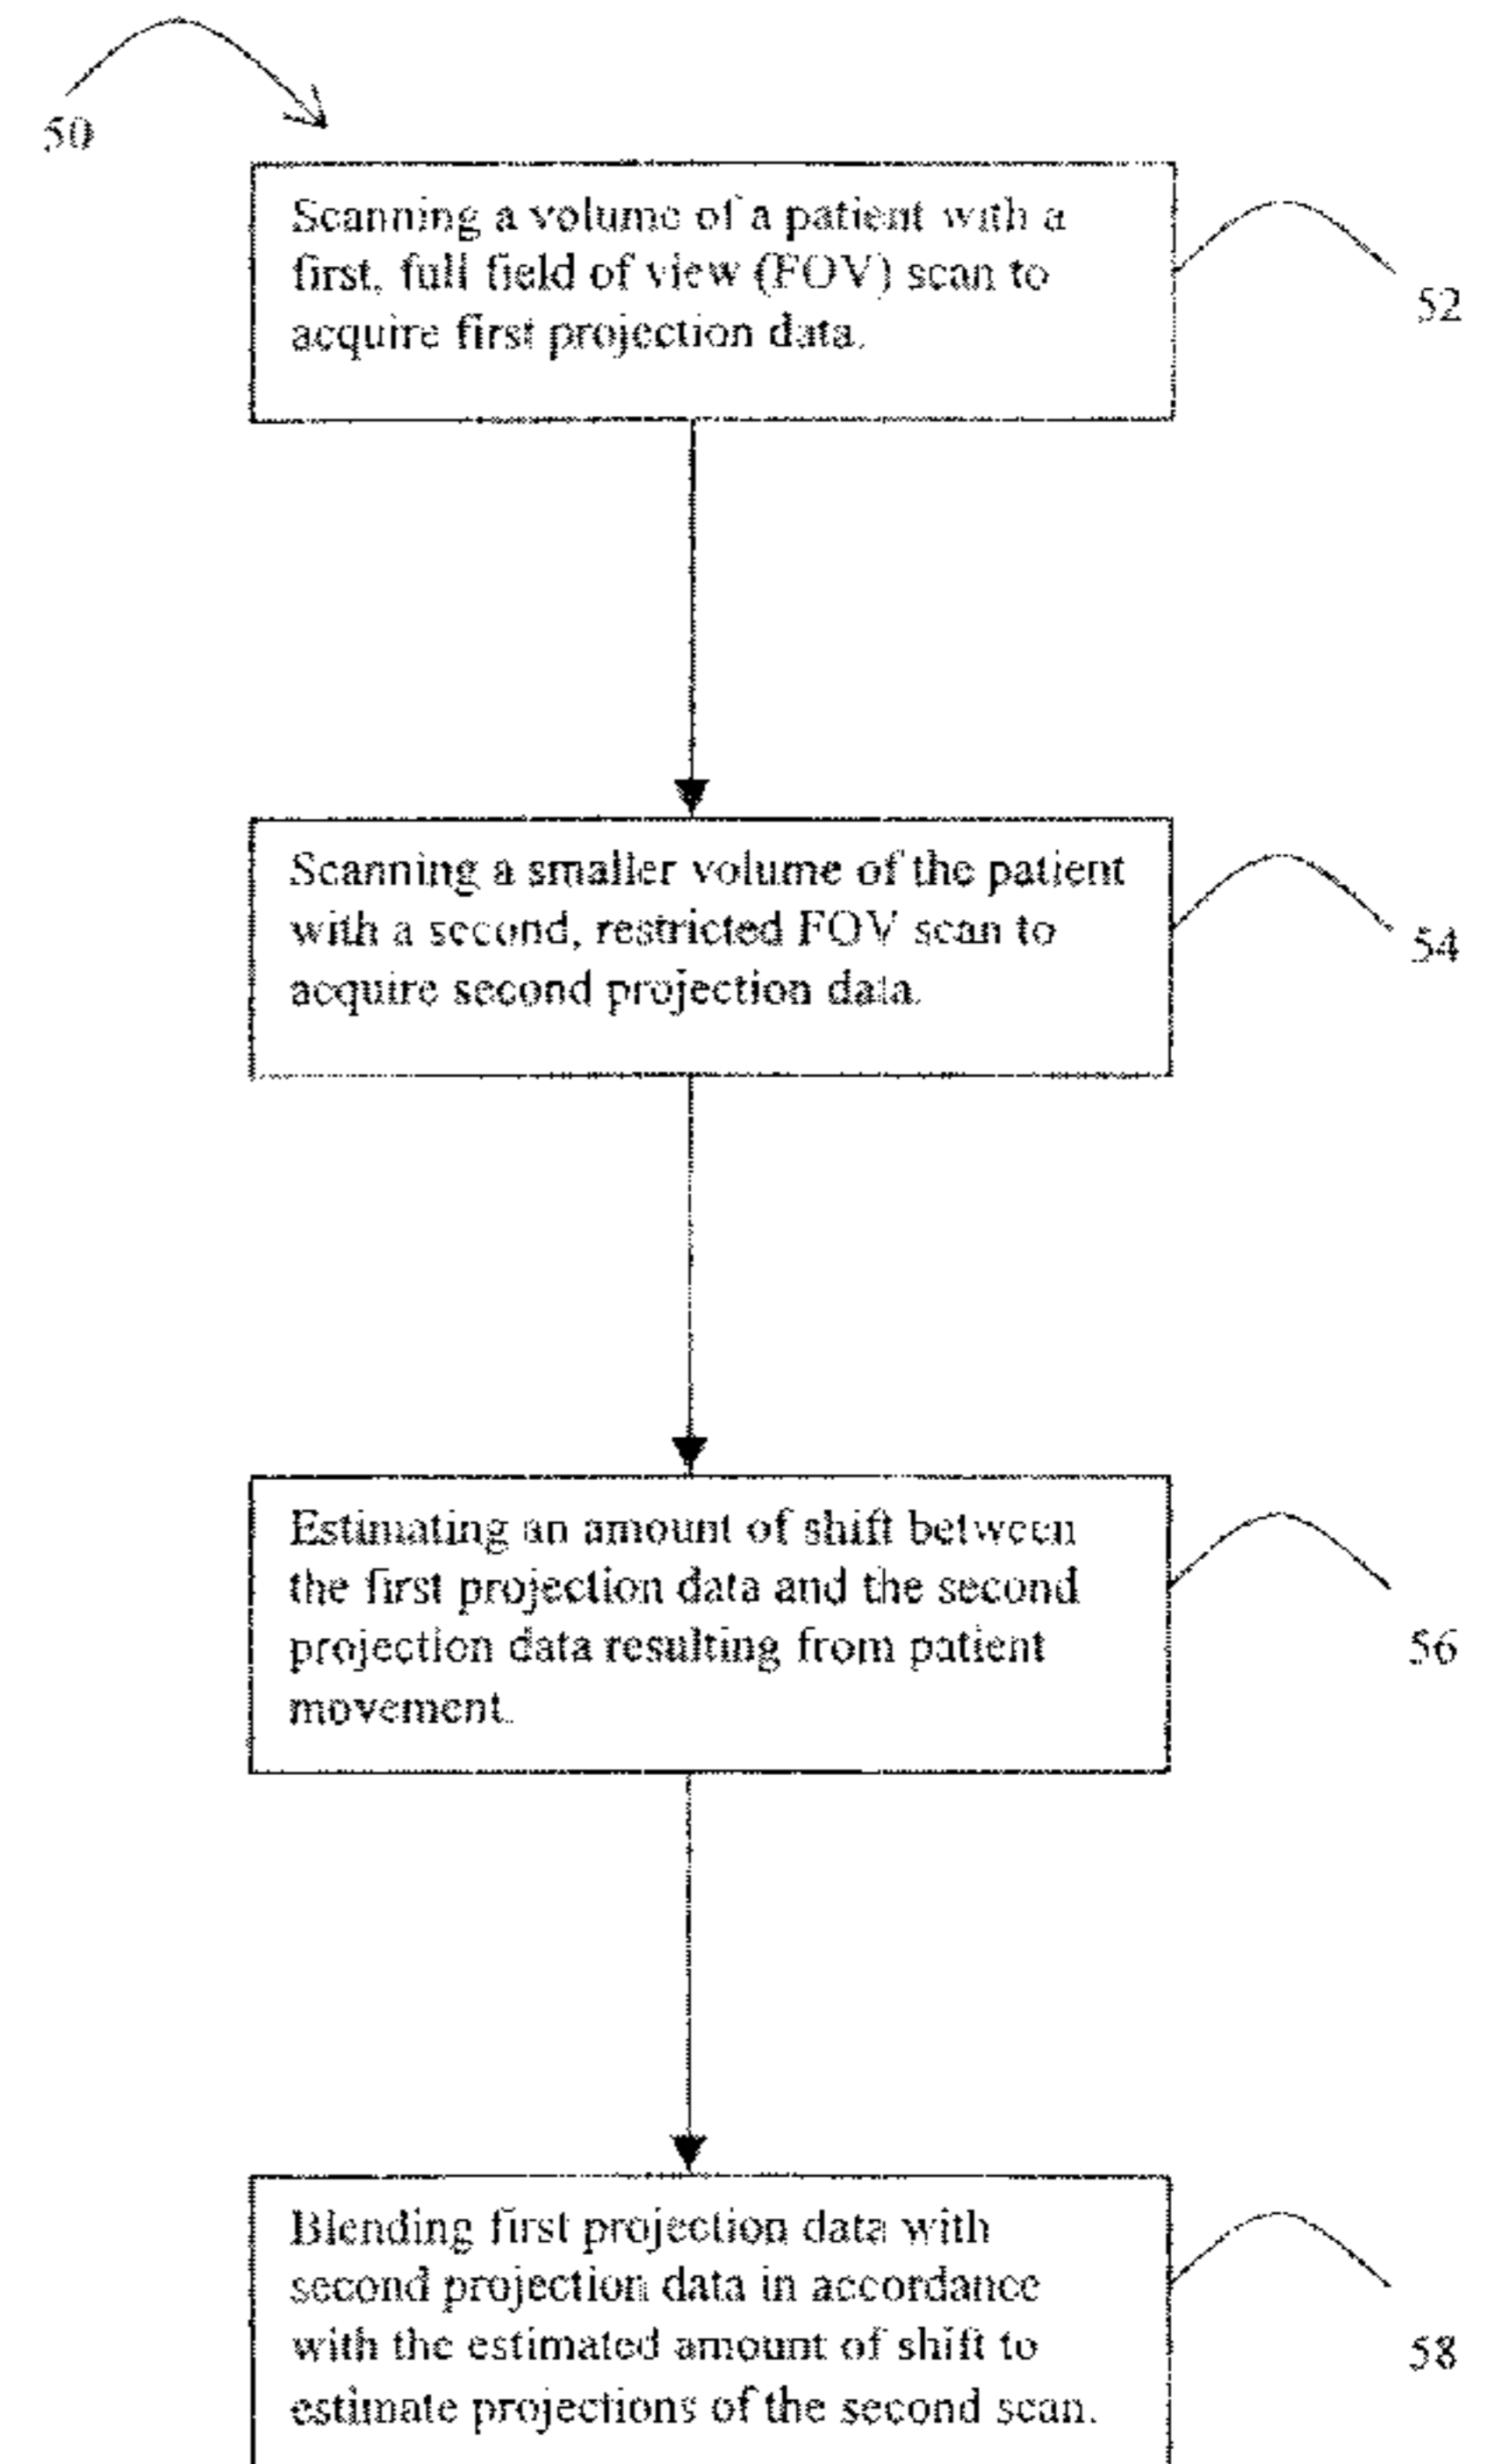 50
Scanning a volume of a patient with a
first, full field of view (FOV) scan to
acquire first projection data.
52
Scanning a smaller volume of the patient
with a second, restricted FOV scan to
acquire second projection data.
54
Estimating an amount of shift between
the first projection data and the second
projection data resulting from patient
movement.
56
Blending first projection data with
second projection data in accordance
with the estimated amount of shift to
estimate projections of the second scan.
58